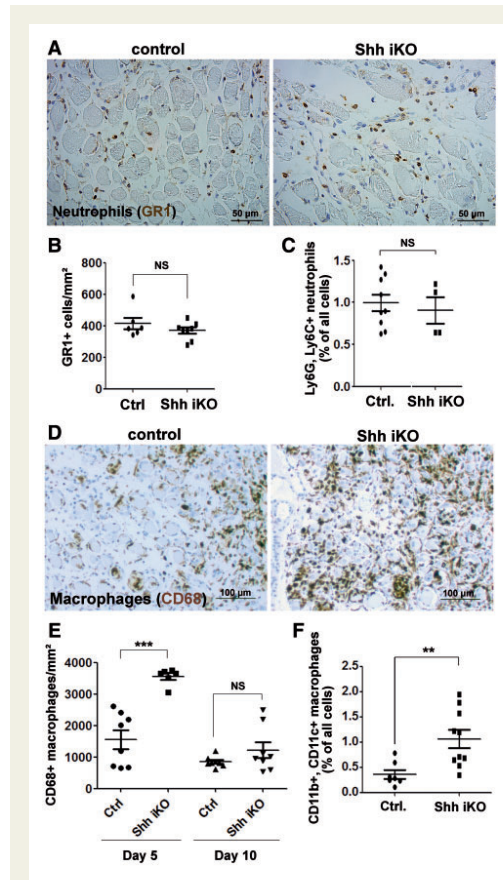 A
control
Shh iKO
Neutrophils (GR1)
50 µm
50 µm
B
NS
GR1+ cells/mm²
800
600
400
200
0
Ctrl
Shh iKO
C
NS
Ly6G, Ly6C+ neutrophils
(% of all cells)
1.5
1.0
0.5
0.0
Ctrl.
Shh iKO
D
control
Shh iKO
Macrophages (CD68)
100 µm
100 µm
E
***
NS
CD68+ macrophages/mm²
4000
3000
2000
1000
0
Ctrl
Shh iKO
Ctrl
Shh iKO
Day 5
Day 10
F
**
CD11b+, CD11c+ macrophages
(% of all cells)
2.5
2.0
1.5
1.0
0.5
0.0
Ctrl.
Shh iKO